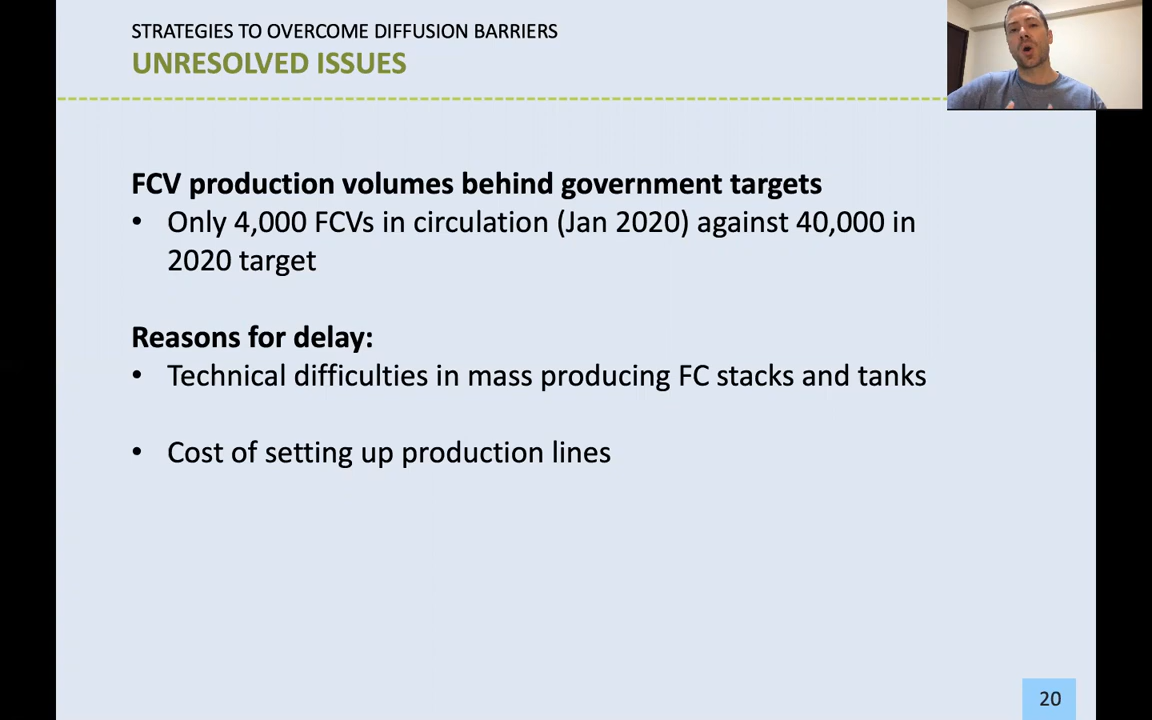 STRATEGIES TO OVERCOME DIFFUSION BARRIERS
UNRESOLVED ISSUES
FCV production volumes behind government targets
• Only 4,000 FCVs in circulation (Jan 2020) against 40,000 in
2020 target
Reasons for delay:
• Technical difficulties in mass producing FC stacks and tanks
• Cost of setting up production lines
20